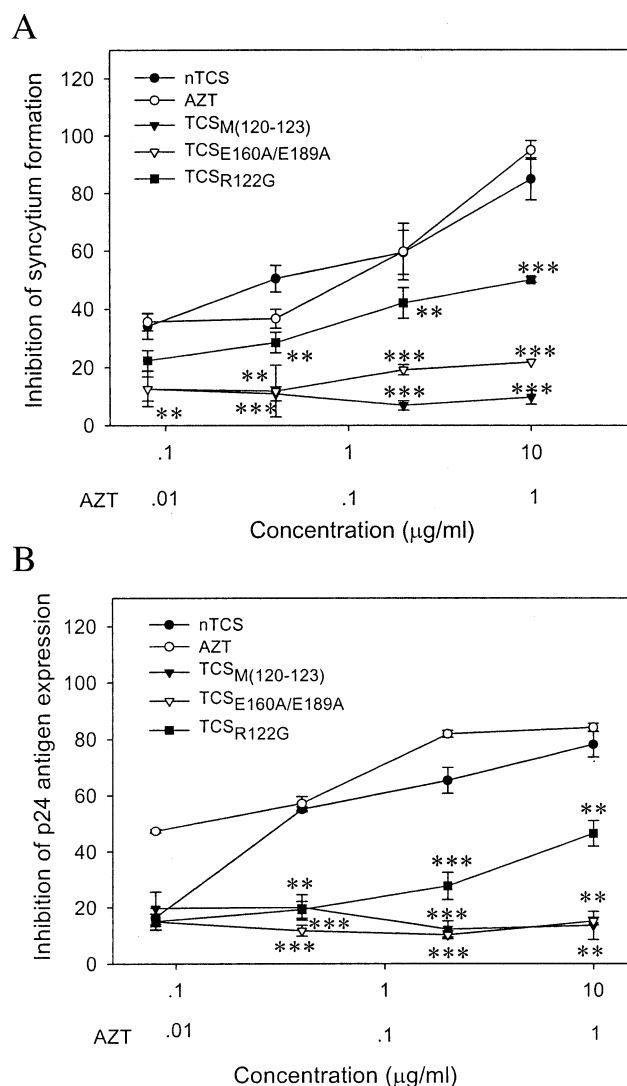 A
120
100
80
60
40
20
0
Inhibition of syncytium formation
nTCS
AZT
TCSM(120-123)
TCSE160A/E189A
TCSR122G
***
**
**
**
***
***
***
***
**
***
.1 1 10
AZT .01 .1 1
Concentration (μg/ml)
B
120
100
80
60
40
20
0
Inhibition of p24 antigen expression
nTCS
AZT
TCSM(120-123)
TCSE160A/E189A
TCSR122G
**
***
**
**
***
***
***
***
**
.1 1 10
AZT .01 .1 1
Concentration (μg/ml)